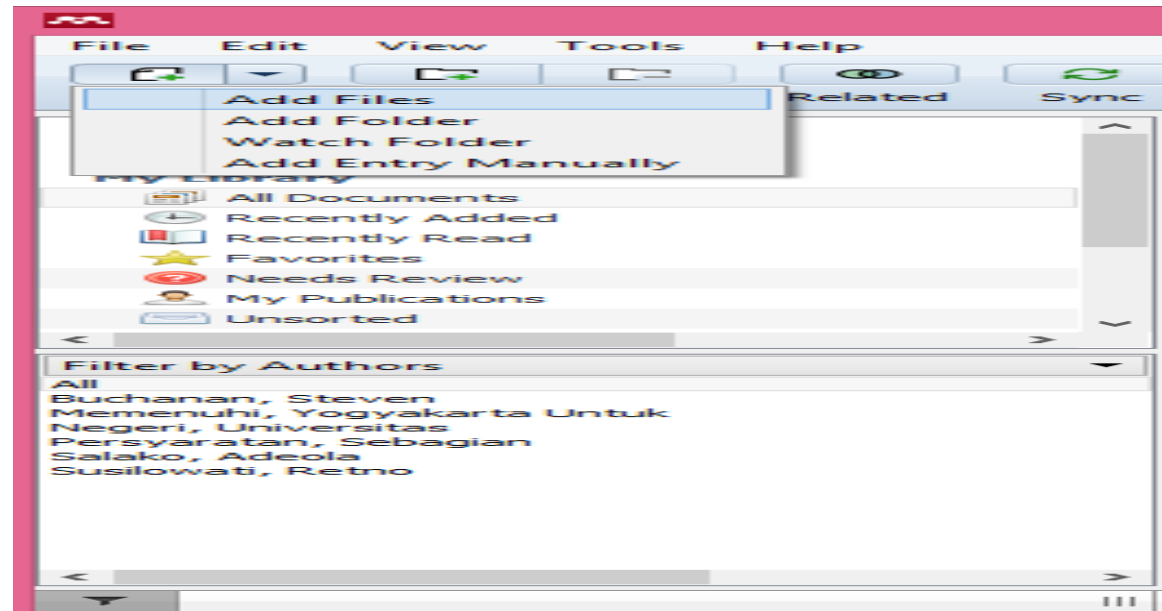 File Edit View Tools Help
Related Sync
Add Files
Add Folder
Watch Folder
Add Entry Manually
My Library
All Documents
Recently Added
Recently Read
Favorites
Needs Review
My Publications
Unsorted
Filter by Authors
All
Buchanan, Steven
Memenuhi, Yogyakarta Untuk
Negeri, Universitas
Persyaratan, Sebagian
Salako, Adeola
Susilowati, Retno